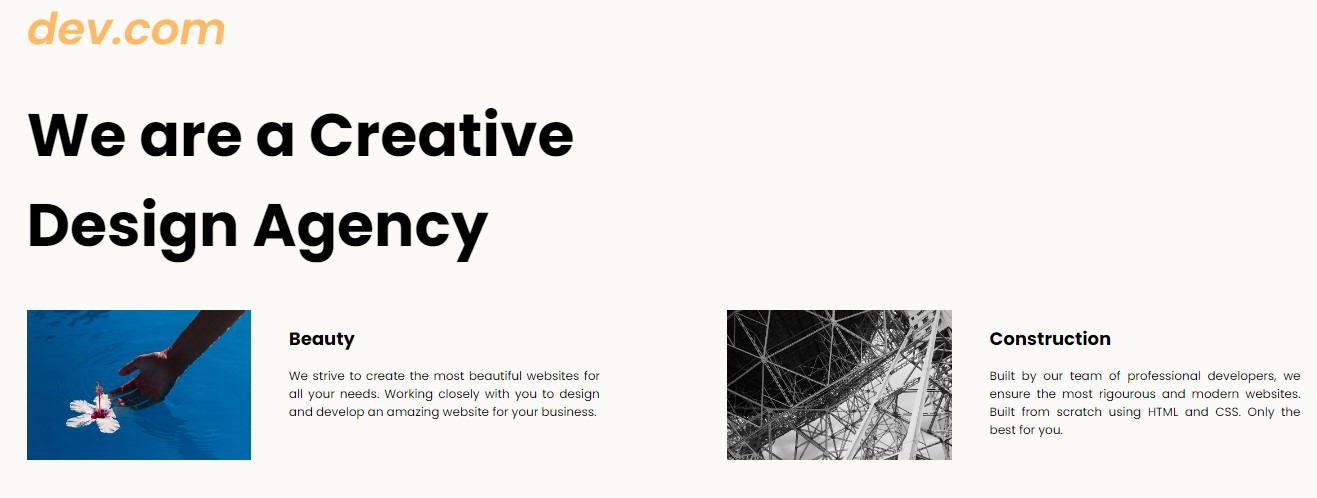 dev.com
We are a Creative
Design Agency
Beauty
We strive to create the most beautiful websites for
all your needs. Working closely with you to design
and develop an amazing website for your business.
Construction
Built by our team of professional developers, we
ensure the most rigourous and modern websites.
Built from scratch using HTML and CSS. Only the
best for you.